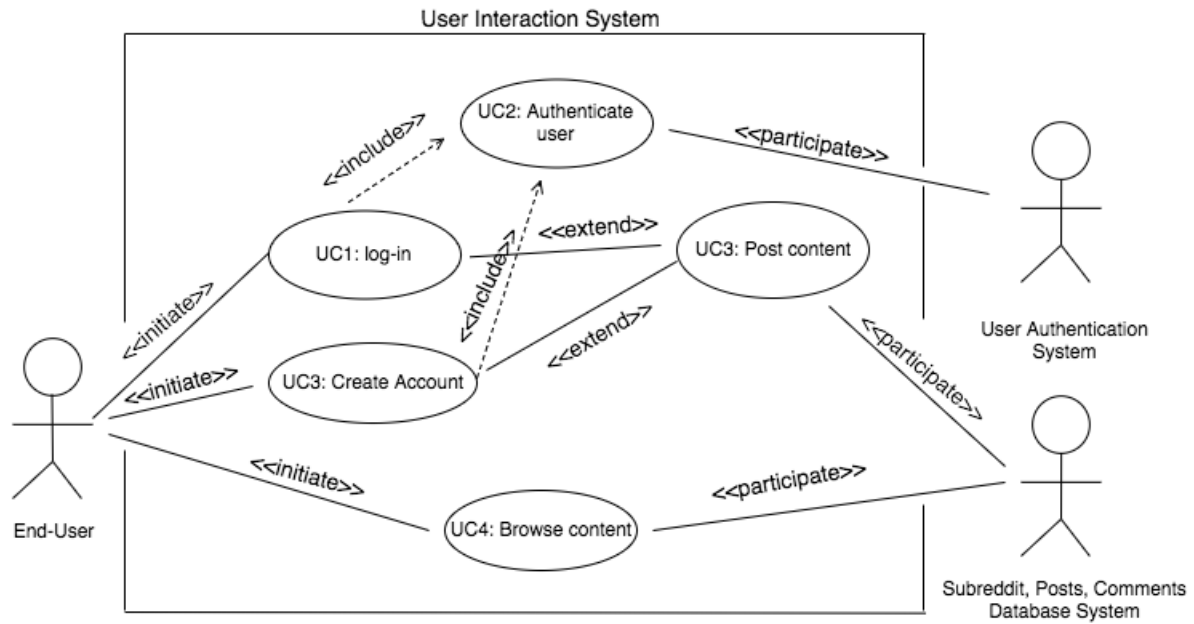 User Interaction System
UC2: Authenticate
user
<<include>>
<<participate>>
UC1: log-in
<<extend>>
UC3: Post content
<<include>>
<<initiate>>
<<extend>>
<<participate>>
User Authentication
System
UC3: Create Account
<<initiate>>
<<initiate>>
<<participate>>
UC4: Browse content
End-User
Subreddit, Posts, Comments
Database System